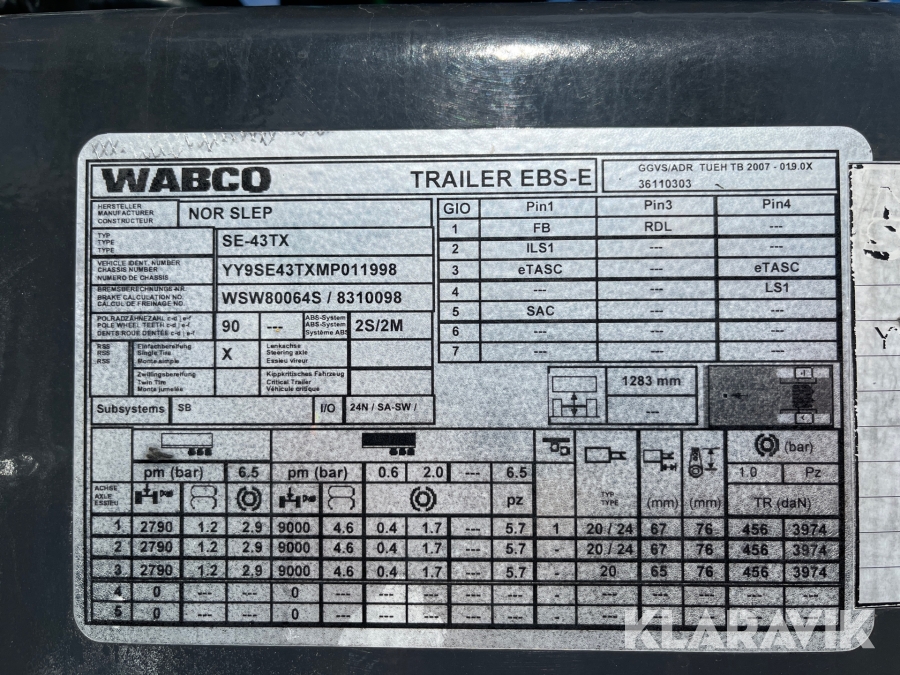 WABCO TRAILER EBS-E GGVS/ADR TUEH TB 2007 - 019.0X
36110303
HERSTELLER
MANUFACTURER
CONSTRUCTEUR
NOR SLEP
TYP
TYPE
TYPE
SE-43TX
VEHICLE IDENT. NUMBER
CHASSIS NUMBER
NUMERO DE CHASSIS
YY9SE43TXMP011998
BREMSBERECHNUNGS-NR.
BRAKE CALCULATION NO.
CALCUL DE FREINAGE NO.
WSW80064S / 8310098
POLRADZÄHNEZAHL c-d | e-f
POLE WHEEL TEETH c-d | e-f
DENTS ROUE DENTÉE c-d | e-f
90 ---
ABS-System
ABS-System
Système ABS
2S/2M
RSS
RSS
RSS
Einfachbereifung
Single Tire
Monte simple
X
Lenkachse
Steering axle
Essieu vireur
Zwillingsbereifung
Twin Tire
Monte jumelée
Kippkritisches Fahrzeug
Critical Trailer
Véhicule critique
Subsystems SB I/O 24N / SA-SW /
GIO Pin1 Pin3 Pin4
1 FB RDL ---
2 ILS1 --- ---
3 eTASC --- eTASC
4 --- --- LS1
5 SAC --- ---
6 --- --- ---
7 --- --- ---
1283 mm
---
pm (bar) 6.5 pm (bar) 0.6 2.0 --- 6.5 (bar)
1.0 Pz
ACHSE
AXLE
ESSIEU
pz
TYP
TYPE
(mm) (mm) TR (daN)
1 2790 1.2 2.9 9000 4.6 0.4 1.7 --- 5.7 1 20 / 24 67 76 456 3974
2 2790 1.2 2.9 9000 4.6 0.4 1.7 --- 5.7 - 20 / 24 67 76 456 3974
3 2790 1.2 2.9 9000 4.6 0.4 1.7 --- 5.7 - 20 65 76 456 3974
4 0 --- --- 0 --- --- --- --- --- - --- --- --- --- ---
5 0 --- --- 0 --- --- --- --- --- - --- --- --- --- ---
KLARAVIK